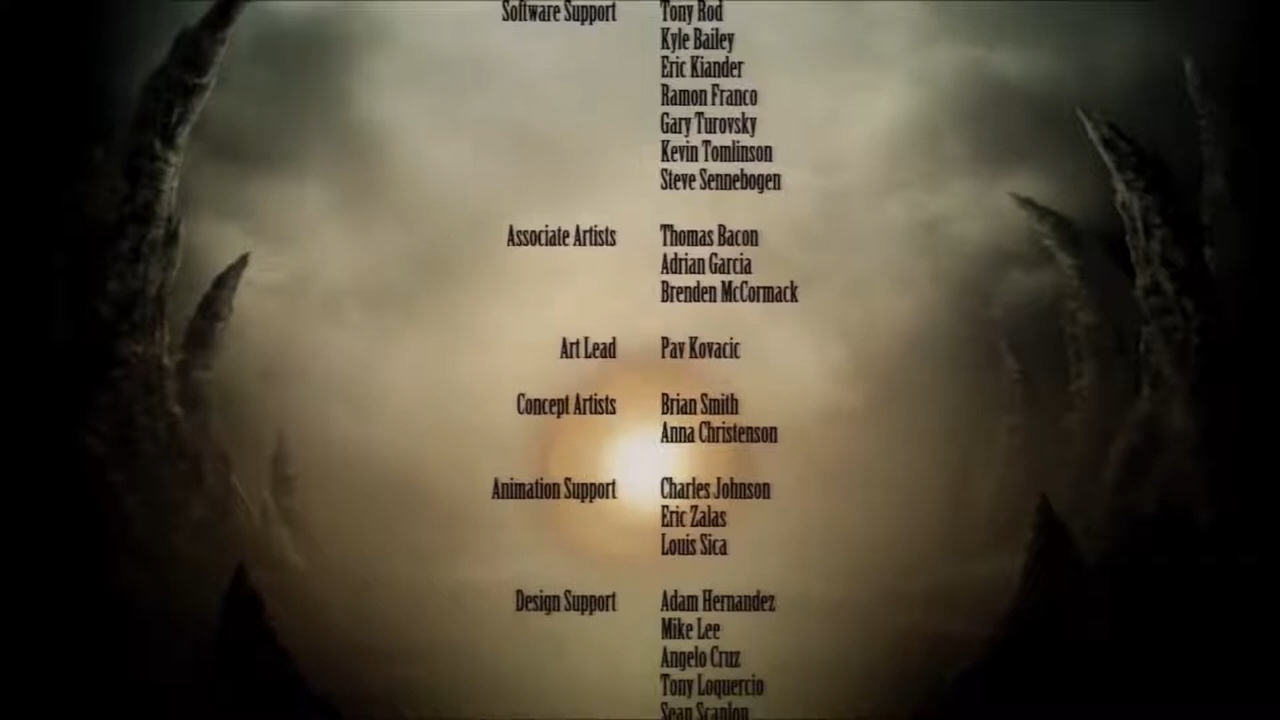 Software Support Tony Rod
Kyle Bailey
Eric Kiander
Ramon Franco
Gary Turovsky
Kevin Tomlinson
Steve Sennebogen
Associate Artists Thomas Bacon
Adrian Garcia
Brenden McCormack
Art Lead Pav Kovacic
Concept Artists Brian Smith
Anna Christenson
Animation Support Charles Johnson
Eric Zalas
Louis Sica
Design Support Adam Hernandez
Mike Lee
Angelo Cruz
Tony Loquercio
Sean Scanlon